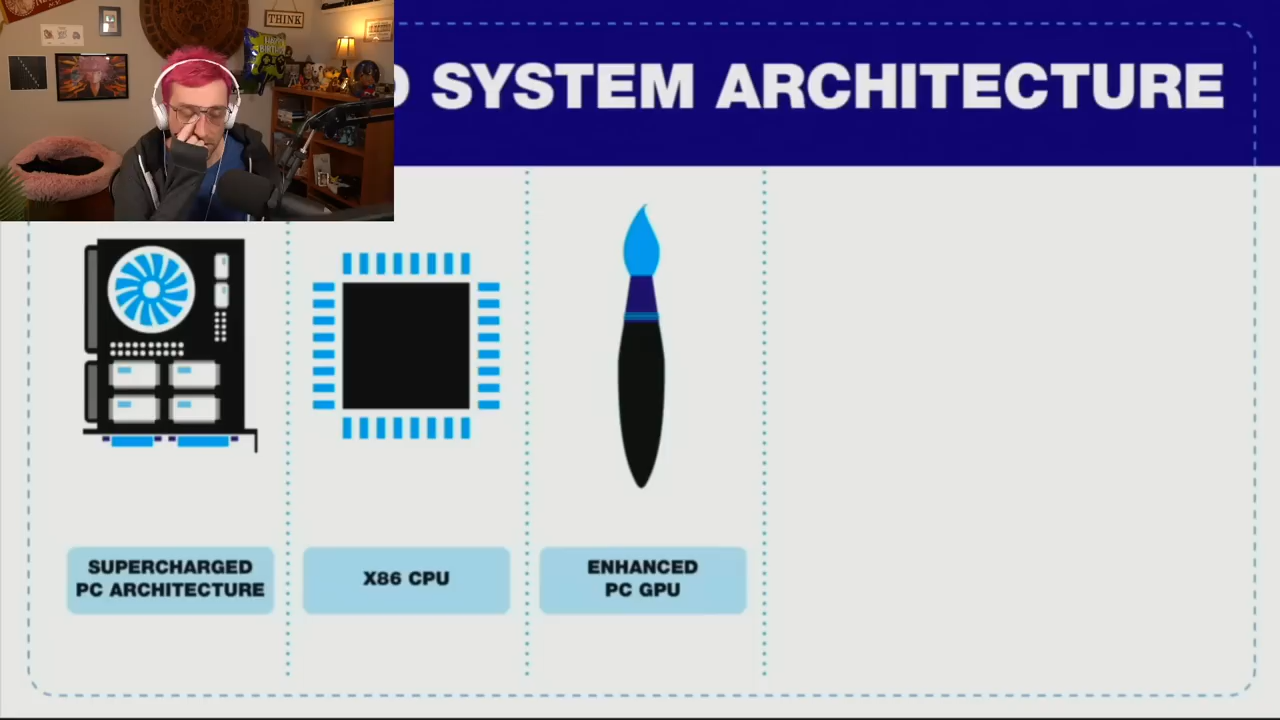 THINK
D SYSTEM ARCHITECTURE
SUPERCHARGED
PC ARCHITECTURE
X86 CPU
ENHANCED
PC GPU